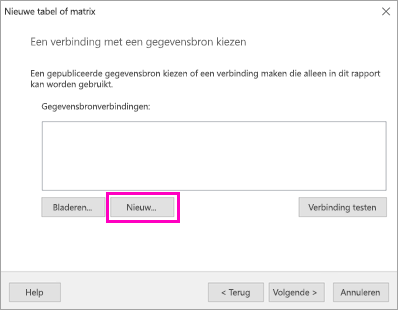 Nieuwe tabel of matrix
Een verbinding met een gegevensbron kiezen
Een gepubliceerde gegevensbron kiezen of een verbinding maken die alleen in dit rapport
kan worden gebruikt.
Gegevensbronverbindingen:
Bladeren... Nieuw... Verbinding testen
Help < Terug Volgende > Annuleren